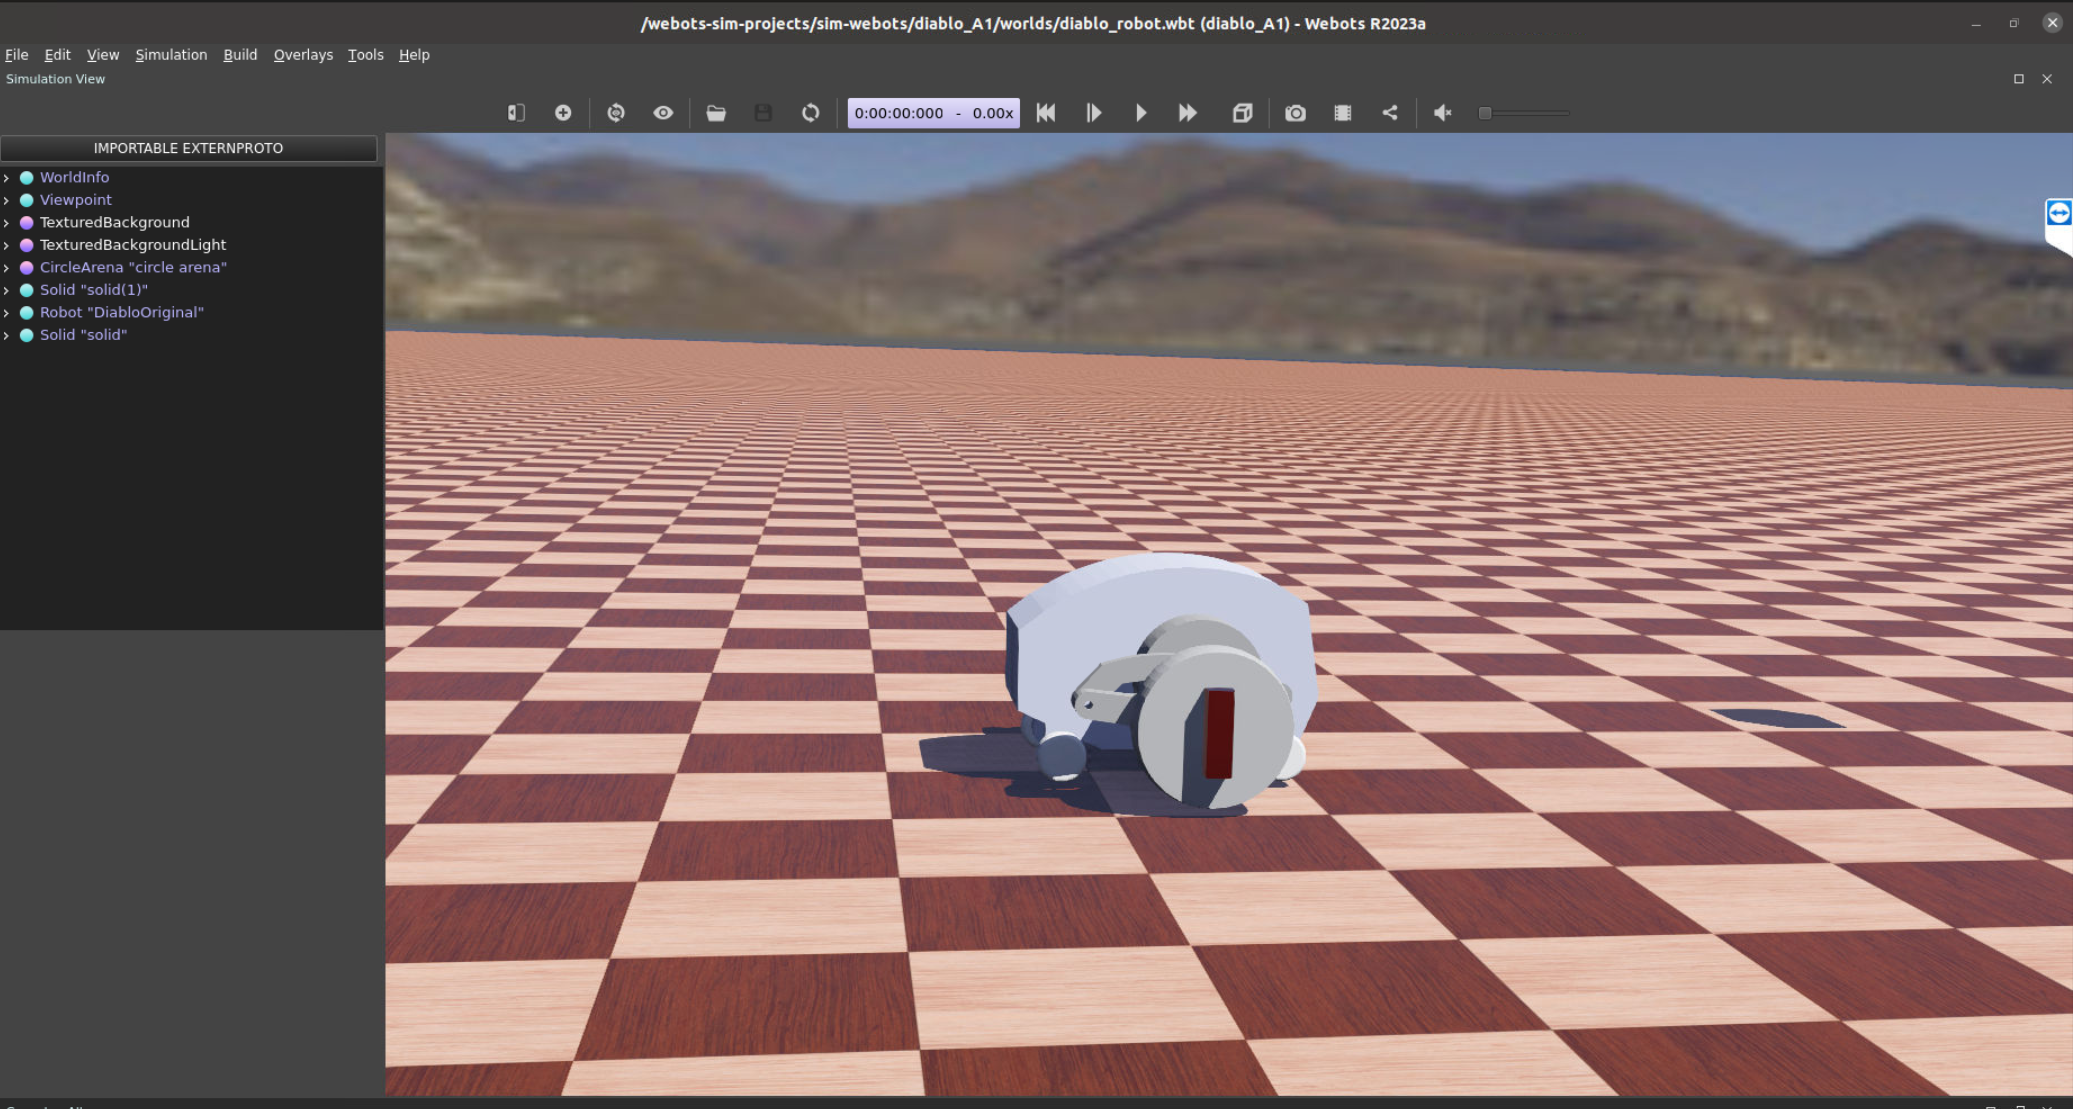 /webots-sim-projects/sim-webots/diablo_A1/worlds/diablo_robot.wbt (diablo_A1) - Webots R2023a
File Edit View Simulation Build Overlays Tools Help
Simulation View
0:00:00:000 - 0.00x
IMPORTABLE EXTERNPROTO
WorldInfo
Viewpoint
TexturedBackground
TexturedBackgroundLight
CircleArena "circle arena"
Solid "solid(1)"
Robot "DiabloOriginal"
Solid "solid"